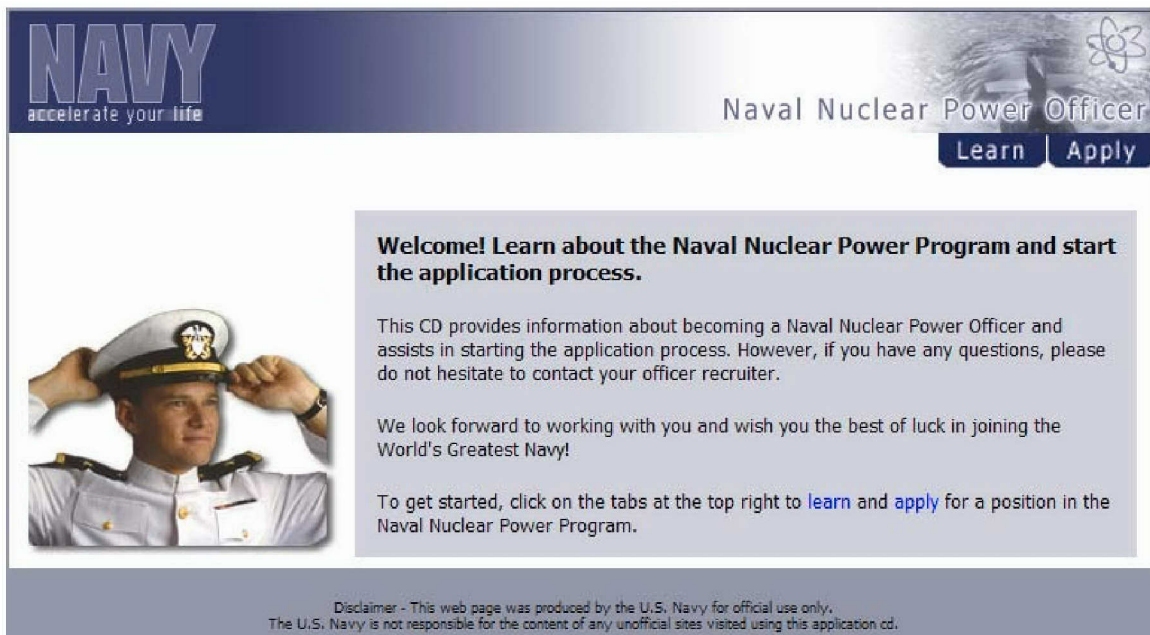 NAVY
accelerate your life
Naval Nuclear Power Officer
Learn
Apply
Welcome! Learn about the Naval Nuclear Power Program and start
the application process.
This CD provides information about becoming a Naval Nuclear Power Officer and
assists in starting the application process. However, if you have any questions, please
do not hesitate to contact your officer recruiter.
We look forward to working with you and wish you the best of luck in joining the
World's Greatest Navy!
To get started, click on the tabs at the top right to learn and apply for a position in the
Naval Nuclear Power Program.
Disclaimer - This web page was produced by the U.S. Navy for official use only.
The U.S. Navy is not responsible for the content of any unofficial sites visited using this application cd.